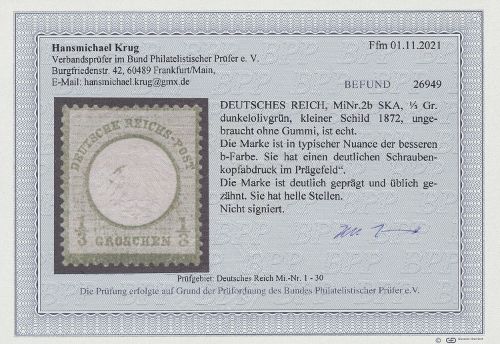 Hansmichael Krug
Verbandsprüfer im Bund Philatelistischer Prüfer e. V.
Burgfriedenstr. 42, 60489 Frankfurt/Main,
E-Mail: hansmichael.krug@gmx.de
Ffm 01.11.2021
BEFUND 26949
DEUTSCHES REICH, MiNr.2b SKA, ⅓ Gr.
dunkelolivgrün, kleiner Schild 1872, unge-
braucht ohne Gummi, ist echt.
Die Marke ist in typischer Nuance der besseren
b-Farbe. Sie hat einen deutlichen Schrauben-
kopfabdruck im Prägefeld“.
Die Marke ist deutlich geprägt und üblich ge-
zähnt. Sie hat helle Stellen.
Nicht signiert.
DEUTSCHE REICHS-POST
1/3 GROSCHEN 1/3
Prüfgebiet: Deutsches Reich Mi.-Nr. 1 - 30
Die Prüfung erfolgte auf Grund der Prüfordnung des Bundes Philatelistischer Prüfer e.V.